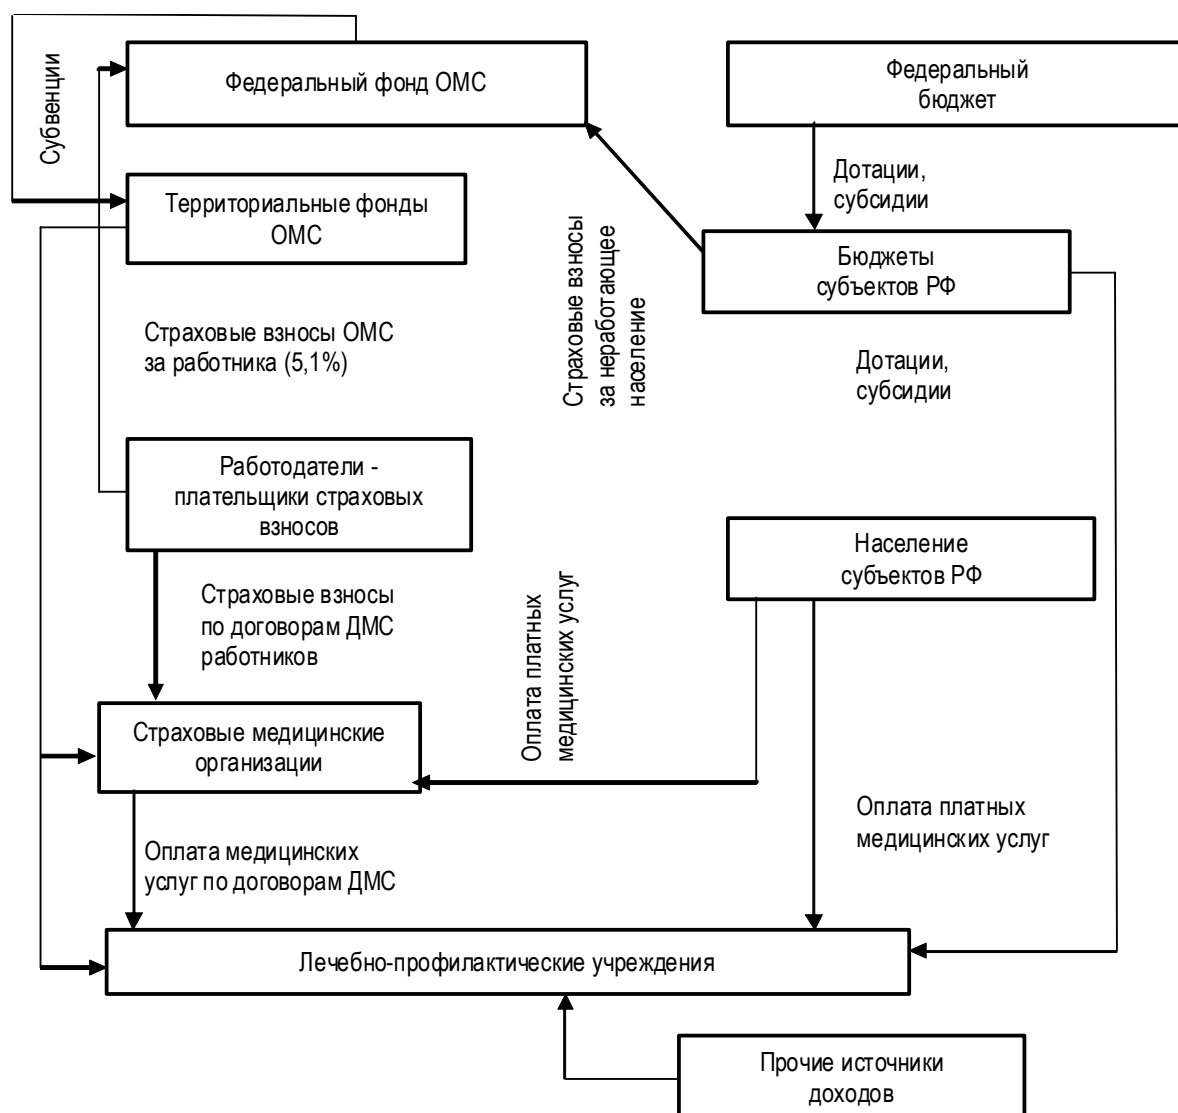 Субвенции
Федеральный фонд ОМС
Федеральный
бюджет
Дотации,
субсидии
Территориальные фонды
ОМС
Страховые взносы
за неработающее
население
Бюджеты
субъектов РФ
Страховые взносы ОМС
за работника (5,1%)
Дотации,
субсидии
Работодатели -
плательщики страховых
взносов
Население
субъектов РФ
Страховые взносы
по договорам ДМС
работников
Оплата платных
медицинских услуг
Страховые медицинские
организации
Оплата платных
медицинских услуг
Оплата медицинских
услуг по договорам ДМС
Лечебно-профилактические учреждения
Прочие источники
доходов